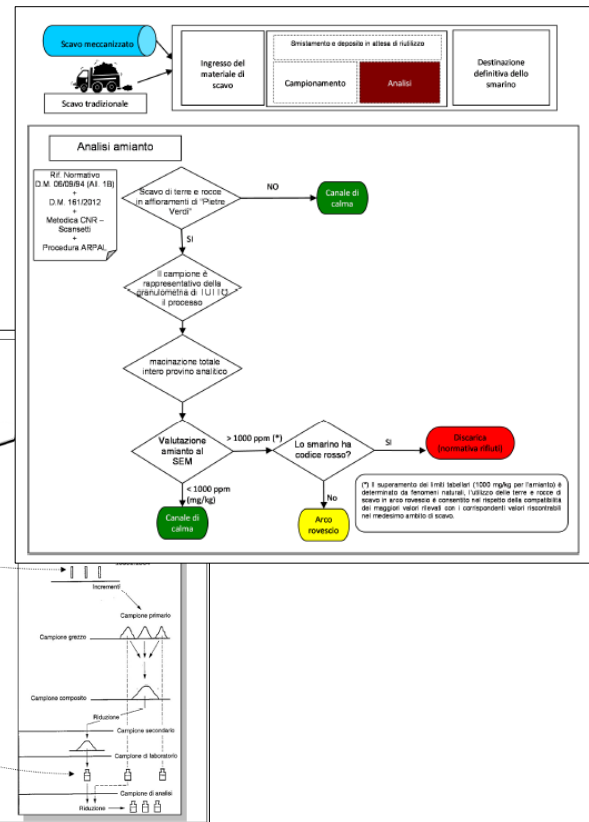 Scavo meccanizzato
Scavo tradizionale
Ingresso del
materiale di
scavo
Smistamento e deposito in attesa di riutilizzo
Campionamento
Analisi
Destinazione
definitiva dello
smarino
Analisi amianto
Rif. Normativo
D.M. 06/09/94 (All. 1B)
+
D.M. 161/2012
+
Metodica CNR –
Scansetti
+
Procedura ARPAL
Scavo di terre e rocce
in affioramenti di "Pietre
Verdi"
NO
Canale di
calma
SI
Il campione è
rappresentativo della
granulometria di TUTTO
il processo
macinazione totale
intero provino analitico
Valutazione
amianto al
SEM
> 1000 ppm (*)
Lo smarino ha
codice rosso?
SI
Discarica
(normativa rifiuti)
< 1000 ppm
(mg/kg)
No
Canale di
calma
Arco
rovescio
(*) Il superamento dei limiti tabellari (1000 mg/kg per l'amianto) è
determinato da fenomeni naturali, l'utilizzo delle terre e rocce di
scavo in arco rovescio è consentito nel rispetto della compatibilità
dei maggiori valori rilevati con i corrispondenti valori riscontrabili
nel medesimo ambito di scavo.
Incrementi
Campione primario
Campione grezzo
Campione composito
Riduzione
Campione secondario
Campione di laboratorio
Campione di analisi
Riduzione